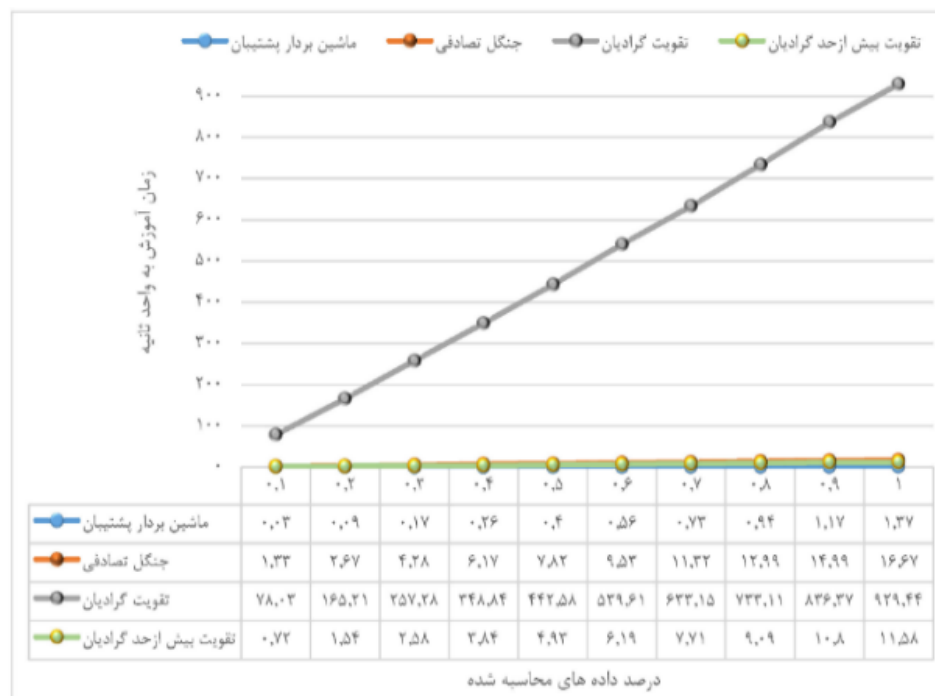 ماشین بردار پشتیبان جنگل تصادفی تقویت گرادیان تقویت بیش ازحد گرادیان
زمان آموزش به واحد ثانیه
۹۰۰
۸۰۰
۷۰۰
۶۰۰
۵۰۰
۴۰۰
۳۰۰
۲۰۰
۱۰۰
۰
۰,۱ ۰,۲ ۰,۳ ۰,۴ ۰,۵ ۰,۶ ۰,۷ ۰,۸ ۰,۹ ۱
ماشین بردار پشتیبان ۰,۰۳ ۰,۰۹ ۰,۱۷ ۰,۲۶ ۰,۴ ۰,۵۶ ۰,۷۳ ۰,۹۴ ۱,۱۷ ۱,۳۷
جنگل تصادفی ۱,۳۳ ۲,۶۷ ۴,۲۸ ۶,۱۷ ۷,۸۲ ۹,۵۳ ۱۱,۳۲ ۱۲,۹۹ ۱۴,۹۹ ۱۶,۶۷
تقویت گرادیان ۷۸,۰۳ ۱۶۵,۲۱ ۲۵۷,۲۸ ۳۴۸,۸۴ ۴۴۲,۵۸ ۵۳۹,۶۱ ۶۳۳,۱۵ ۷۳۳,۱۱ ۸۳۶,۳۷ ۹۲۹,۴۴
تقویت بیش ازحد گرادیان ۰,۷۲ ۱,۵۴ ۲,۵۸ ۳,۸۴ ۴,۹۳ ۶,۱۹ ۷,۷۱ ۹,۰۹ ۱۰,۸ ۱۱,۵۸
درصد داده های محاسبه شده